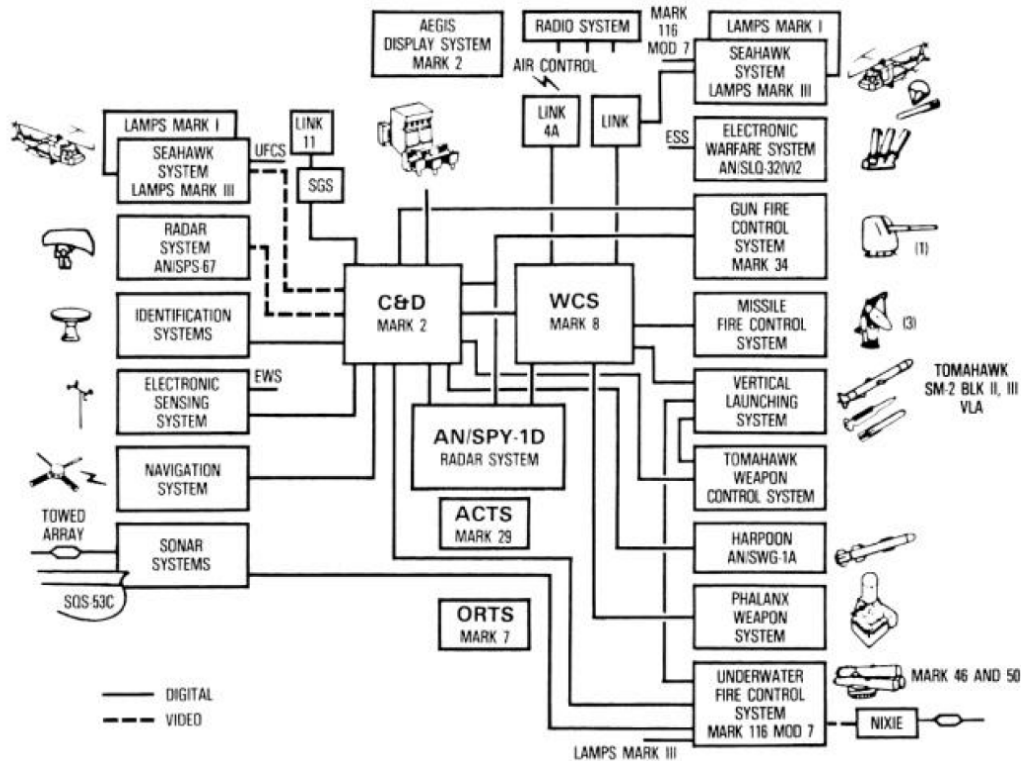 AEGIS
DISPLAY SYSTEM
MARK 2
RADIO SYSTEM
AIR CONTROL
MARK
116
MOD 7
LAMPS MARK I
SEAHAWK
SYSTEM
LAMPS MARK III
LINK
4A
LINK
LAMPS MARK I
SEAHAWK
SYSTEM
LAMPS MARK III
UFCS
LINK
11
SGS
ESS
ELECTRONIC
WARFARE SYSTEM
AN/SLQ-32(V)2
RADAR
SYSTEM
AN/SPS-67
GUN FIRE
CONTROL
SYSTEM
MARK 34
(1)
IDENTIFICATION
SYSTEMS
C&D
MARK 2
WCS
MARK 8
MISSILE
FIRE CONTROL
SYSTEM
(3)
ELECTRONIC
SENSING
SYSTEM
EWS
VERTICAL
LAUNCHING
SYSTEM
TOMAHAWK
SM-2 BLK II, III
VLA
AN/SPY-1D
RADAR SYSTEM
NAVIGATION
SYSTEM
TOMAHAWK
WEAPON
CONTROL SYSTEM
ACTS
MARK 29
TOWED
ARRAY
SONAR
SYSTEMS
SQS-53C
HARPOON
AN/SWG-1A
ORTS
MARK 7
PHALANX
WEAPON
SYSTEM
DIGITAL
VIDEO
UNDERWATER
FIRE CONTROL
SYSTEM
MARK 116 MOD 7
MARK 46 AND 50
NIXIE
LAMPS MARK III